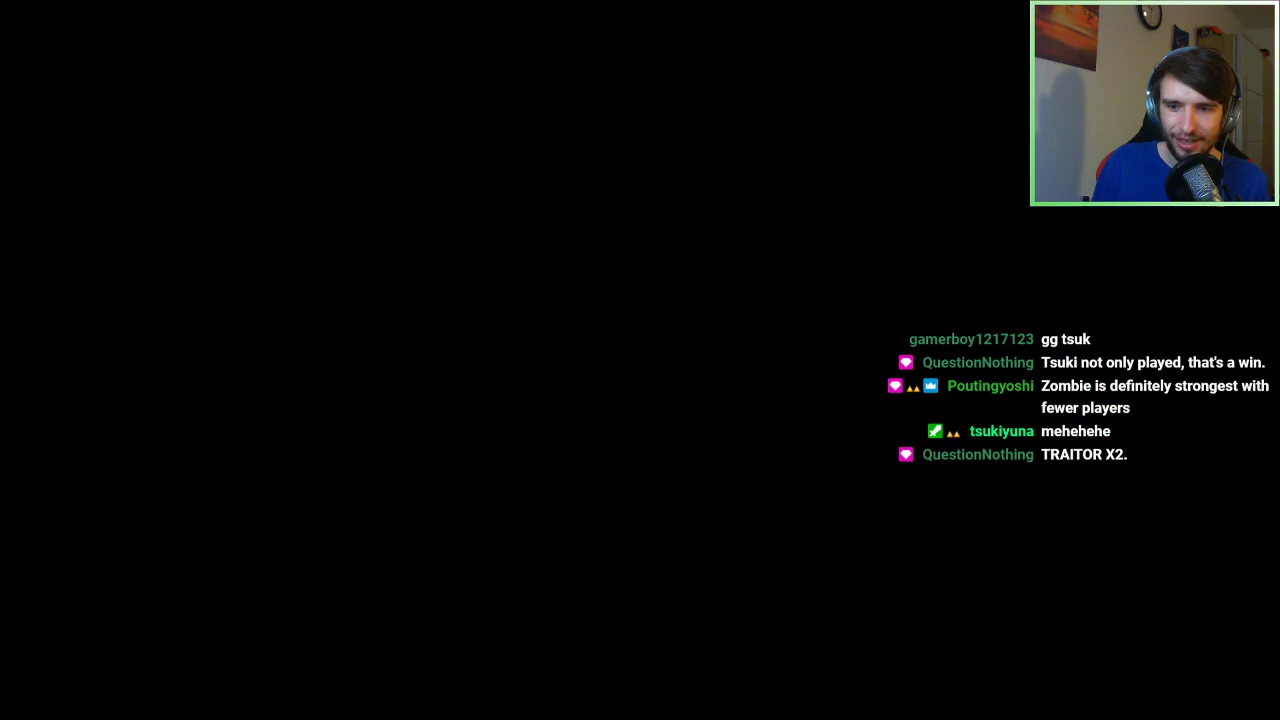 gamerboy1217123 gg tsuk
QuestionNothing Tsuki not only played, that's a win.
Poutingyoshi Zombie is definitely strongest with
fewer players
tsukiyuna mehehehe
QuestionNothing TRAITOR X2.